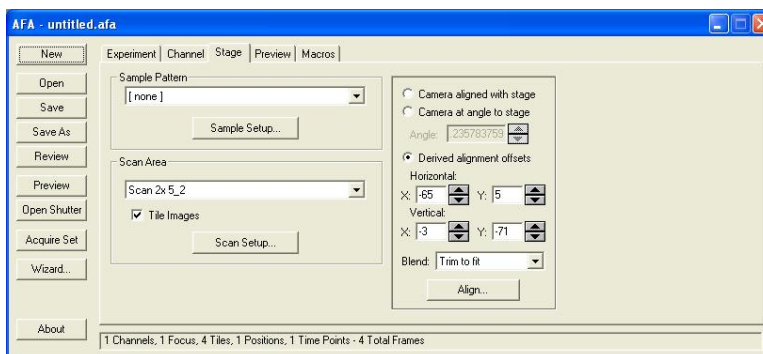 AFA - untitled.afa
New
Open
Save
Save As
Review
Preview
Open Shutter
Acquire Set
Wizard...
About
Experiment Channel Stage Preview Macros
Sample Pattern
[ none ]
Sample Setup...
Scan Area
Scan 2x 5_2
Tile Images
Scan Setup...
Camera aligned with stage
Camera at angle to stage
Angle: .235783759
Derived alignment offsets
Horizontal:
X: -65 Y: 5
Vertical:
X: -3 Y: -71
Blend: Trim to fit
Align...
1 Channels, 1 Focus, 4 Tiles, 1 Positions, 1 Time Points - 4 Total Frames